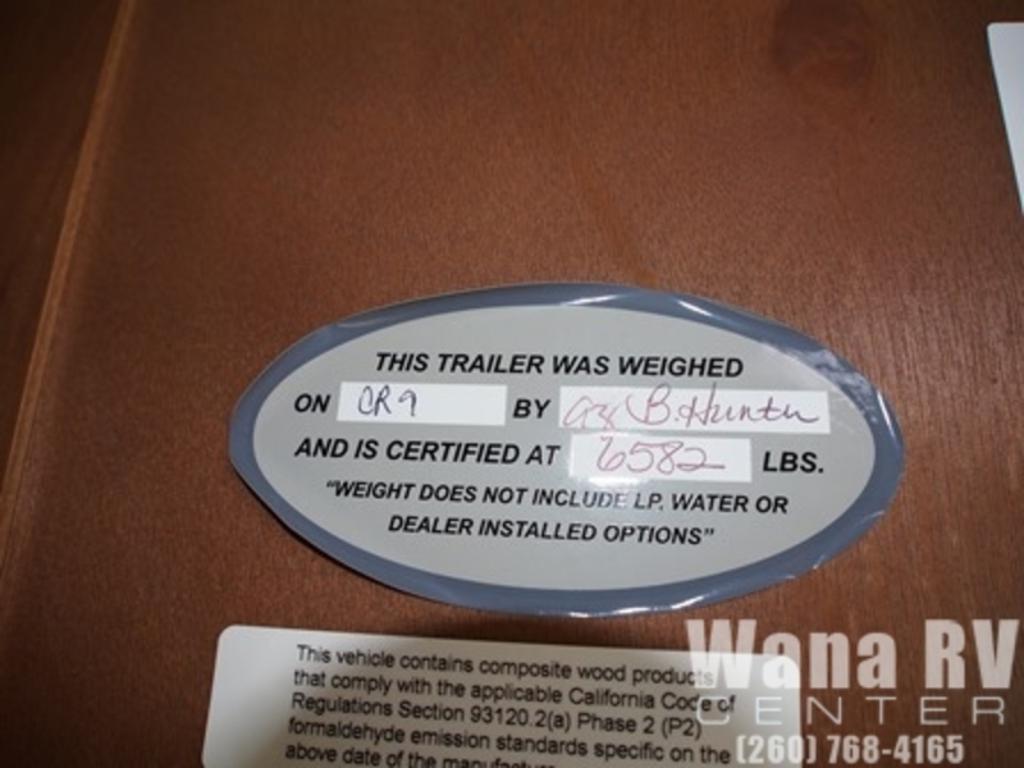 THIS TRAILER WAS WEIGHED
ON CR9 BY B. Hunter
AND IS CERTIFIED AT 6582 LBS.
"WEIGHT DOES NOT INCLUDE LP, WATER OR
DEALER INSTALLED OPTIONS"
This vehicle contains composite wood products
that comply with the applicable California Code of
Regulations Section 93120.2(a) Phase 2 (P2)
formaldehyde emission standards specific on the
above date of the manufacture
Wana RV
CENTER
(260) 768-4165